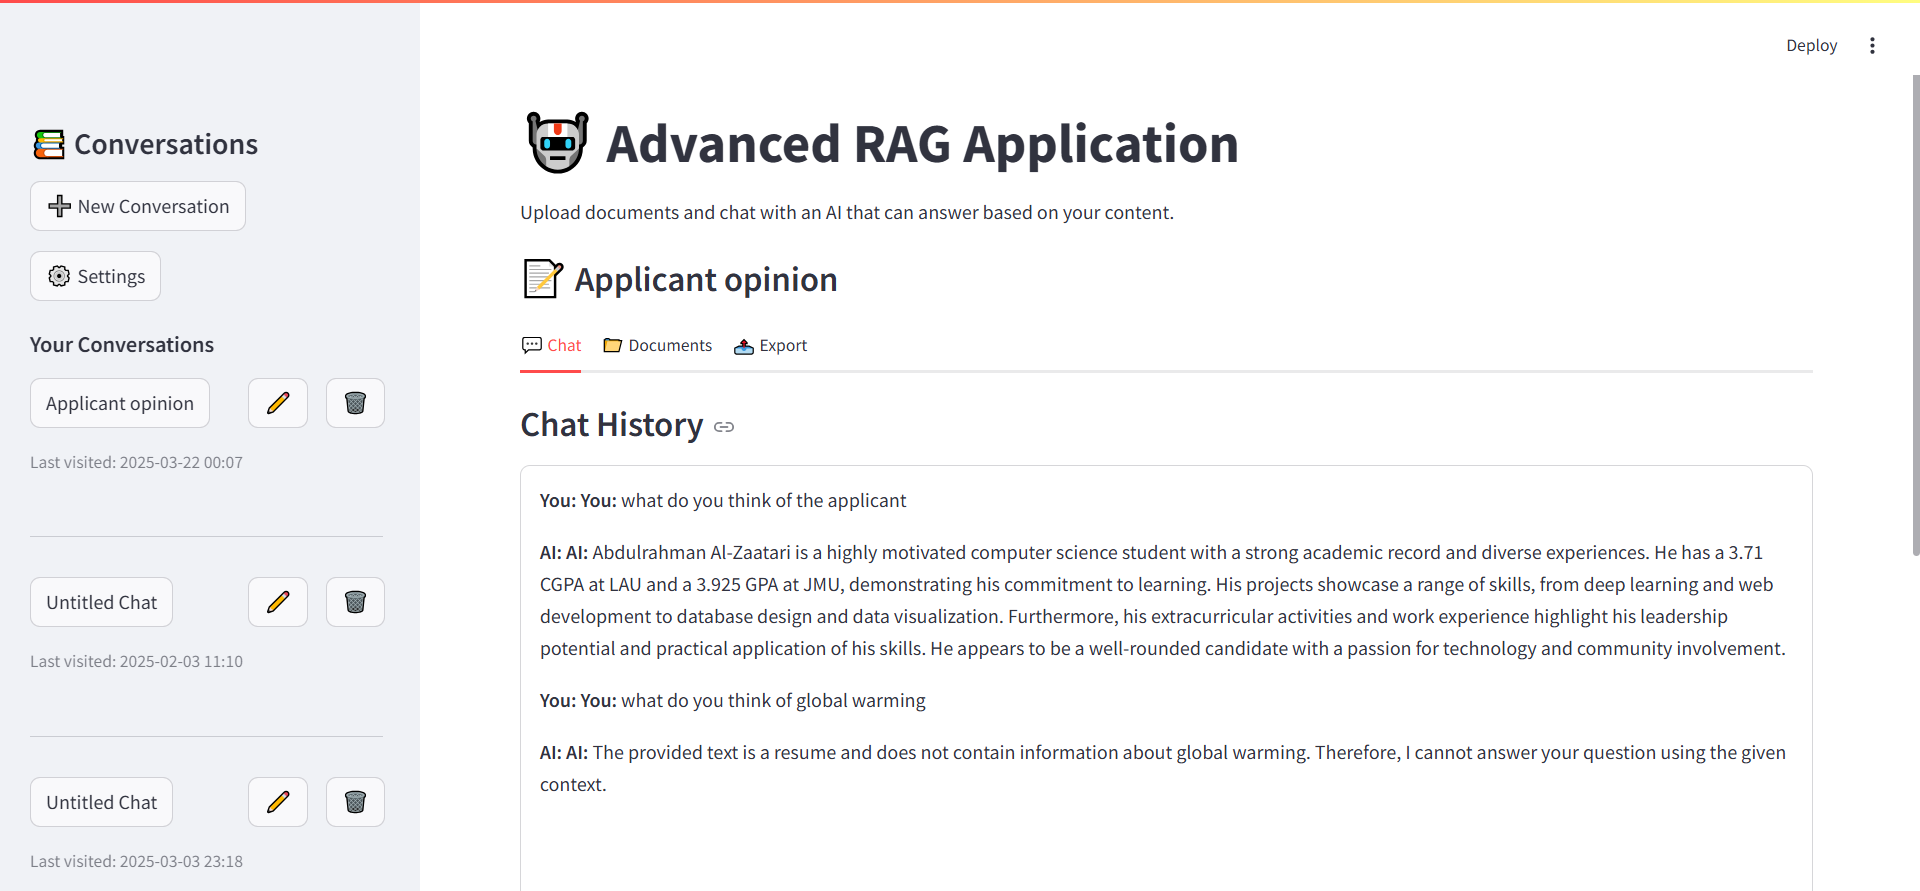 Deploy
Conversations
New Conversation
Settings
Your Conversations
Applicant opinion
Last visited: 2025-03-22 00:07
Untitled Chat
Last visited: 2025-02-03 11:10
Untitled Chat
Last visited: 2025-03-03 23:18
Advanced RAG Application
Upload documents and chat with an AI that can answer based on your content.
Applicant opinion
Chat Documents Export
Chat History
You: You: what do you think of the applicant
AI: AI: Abdulrahman Al-Zaatari is a highly motivated computer science student with a strong academic record and diverse experiences. He has a 3.71
CGPA at LAU and a 3.925 GPA at JMU, demonstrating his commitment to learning. His projects showcase a range of skills, from deep learning and web
development to database design and data visualization. Furthermore, his extracurricular activities and work experience highlight his leadership
potential and practical application of his skills. He appears to be a well-rounded candidate with a passion for technology and community involvement.
You: You: what do you think of global warming
AI: AI: The provided text is a resume and does not contain information about global warming. Therefore, I cannot answer your question using the given
context.